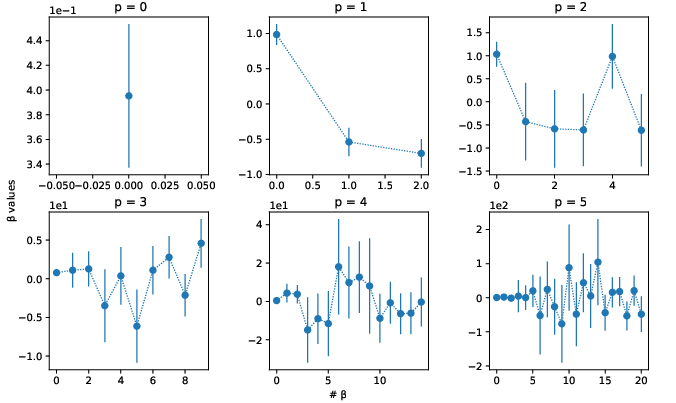 p = 0
p = 1
p = 2
1e−1
4.4
4.2
4.0
3.8
3.6
3.4
−0.050 −0.025 0.000 0.025 0.050
1.0
0.5
0.0
−0.5
−1.0
0.0 0.5 1.0 1.5 2.0
1.5
1.0
0.5
0.0
−0.5
−1.0
−1.5
0 2 4
β values
p = 3
p = 4
p = 5
1e1
0.5
0.0
−0.5
−1.0
0 2 4 6 8
1e1
4
2
0
−2
0 5 10
1e2
2
1
0
−1
−2
0 5 10 15 20
# β